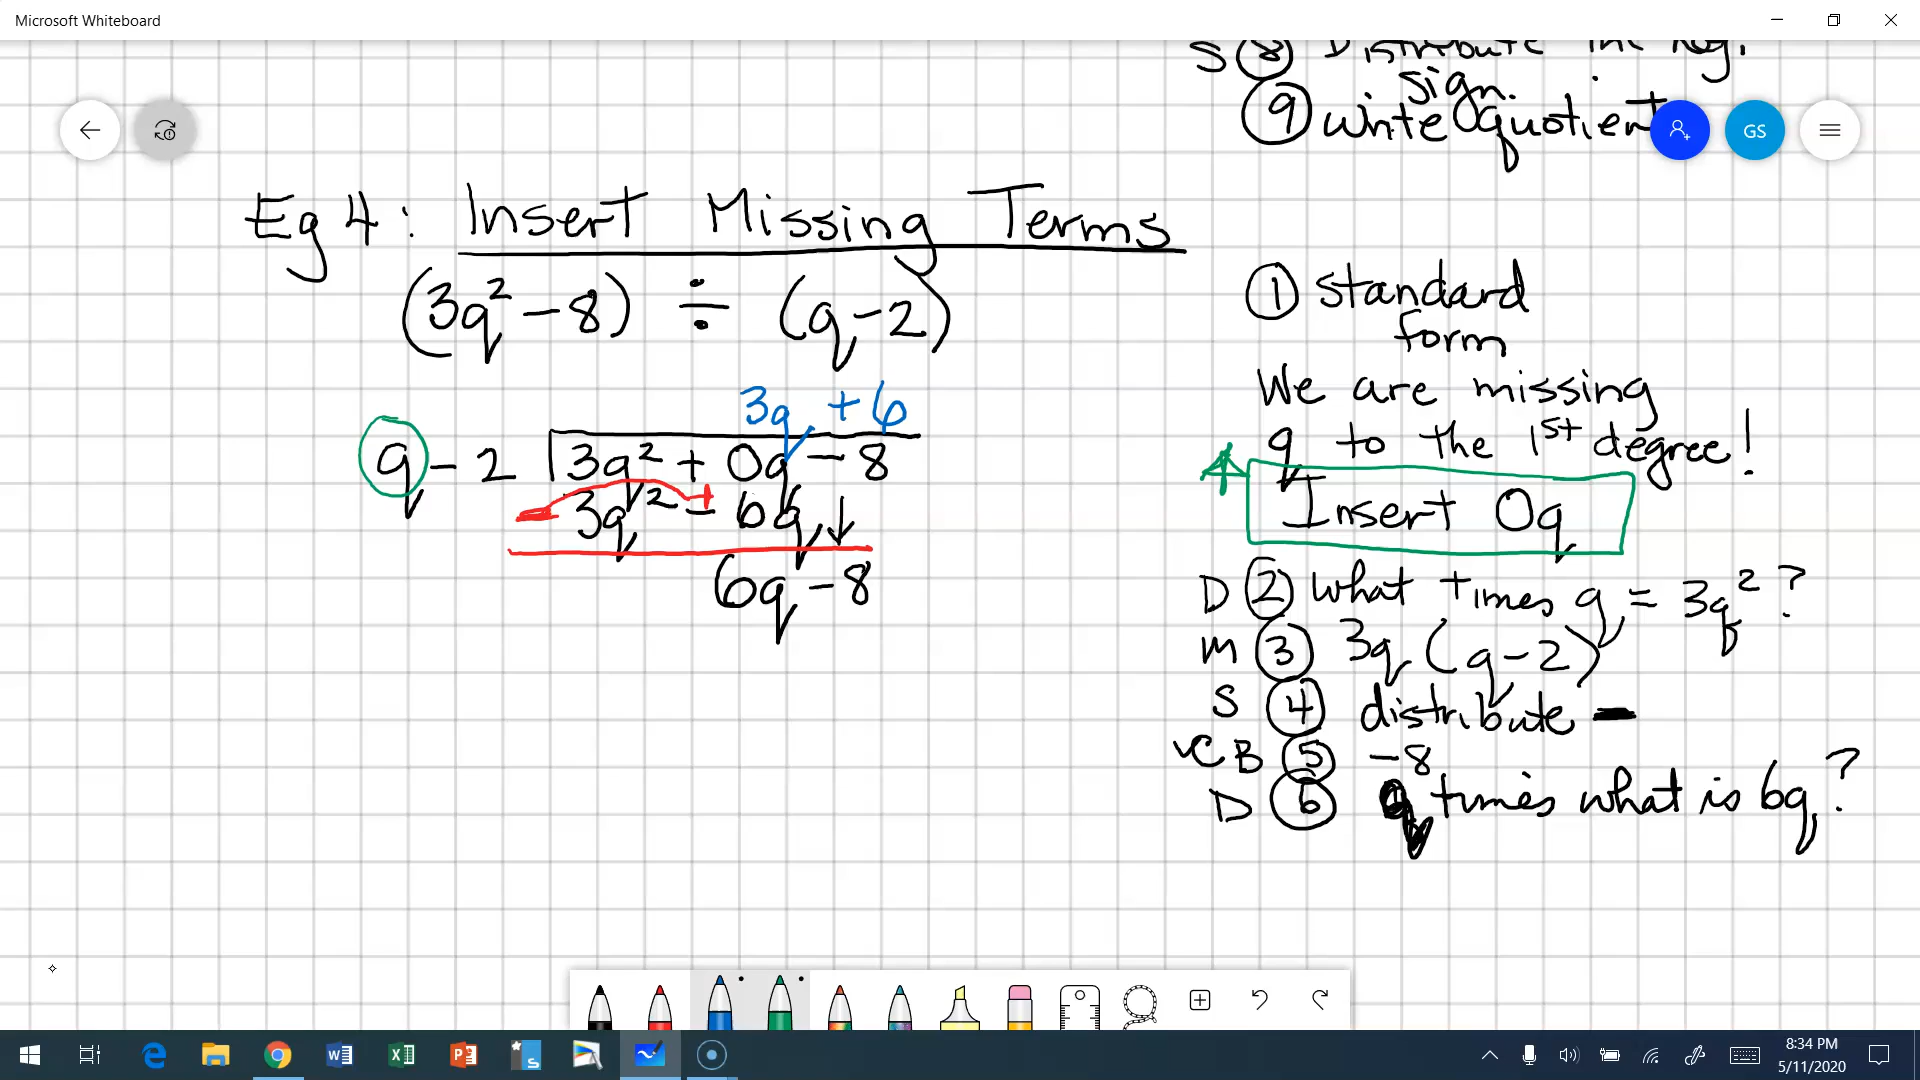 Microsoft Whiteboard
S ⑧ Distribute the neg.
sign.
⑨ write quotient
GS
Eg 4: Insert Missing Terms
(3q² - 8) ÷ (q - 2)
3q + 6
q - 2 3q² + 0q - 8
- 3q² - + 6q ↓
6q - 8
① standard
form
We are missing
q to the 1st degree!
Insert 0q
D ② what times q = 3q²?
M ③ 3q (q - 2)
S ④ distribute -
CB ⑤ -8
D ⑥ q times what is 6q?
8:34 PM
5/11/2020